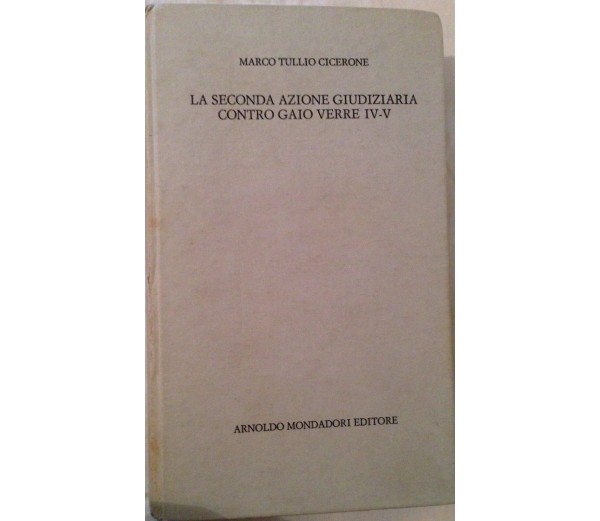 MARCO TULLIO CICERONE
LA SECONDA AZIONE GIUDIZIARIA
CONTRO GAIO VERRE IV-V
ARNOLDO MONDADORI EDITORE